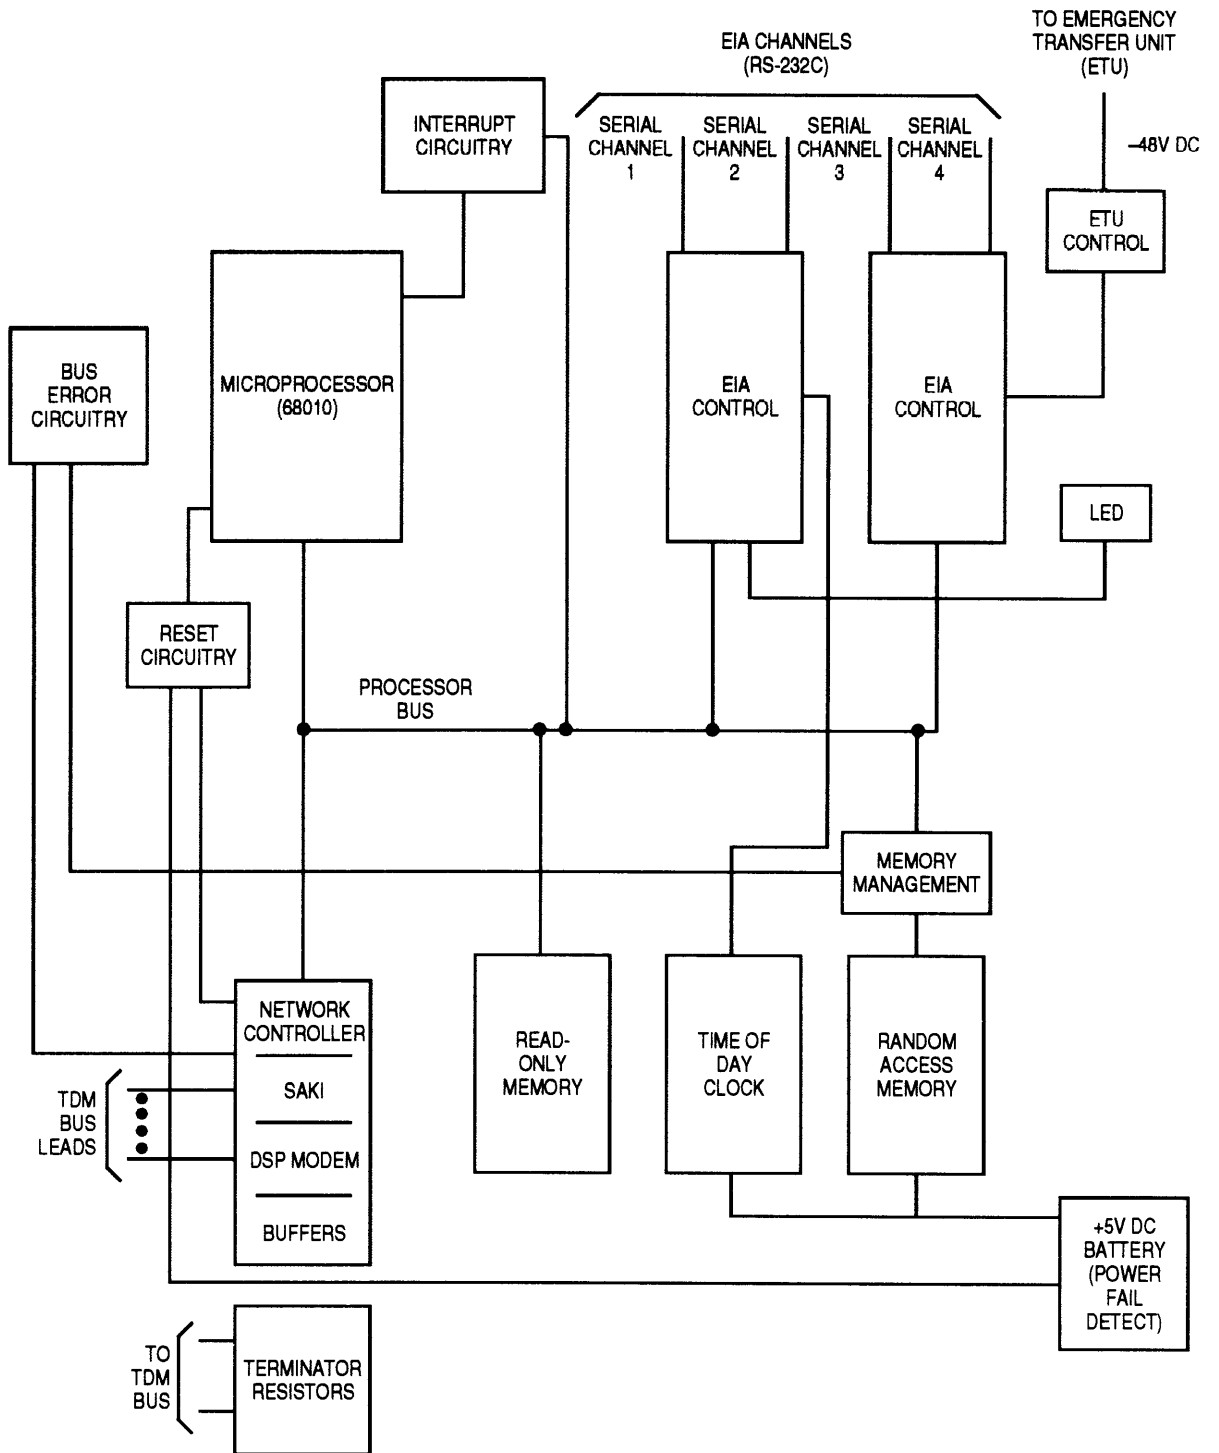 TO EMERGENCY
TRANSFER UNIT
(ETU)
EIA CHANNELS
(RS-232C)
INTERRUPT
CIRCUITRY
SERIAL
CHANNEL
1
SERIAL
CHANNEL
2
SERIAL
CHANNEL
3
SERIAL
CHANNEL
4
–48V DC
ETU
CONTROL
BUS
ERROR
CIRCUITRY
MICROPROCESSOR
(68010)
EIA
CONTROL
EIA
CONTROL
LED
RESET
CIRCUITRY
PROCESSOR
BUS
MEMORY
MANAGEMENT
NETWORK
CONTROLLER
SAKI
DSP MODEM
BUFFERS
READ-
ONLY
MEMORY
TIME OF
DAY
CLOCK
RANDOM
ACCESS
MEMORY
TDM
BUS
LEADS
+5V DC
BATTERY
(POWER
FAIL
DETECT)
TO
TDM
BUS
TERMINATOR
RESISTORS